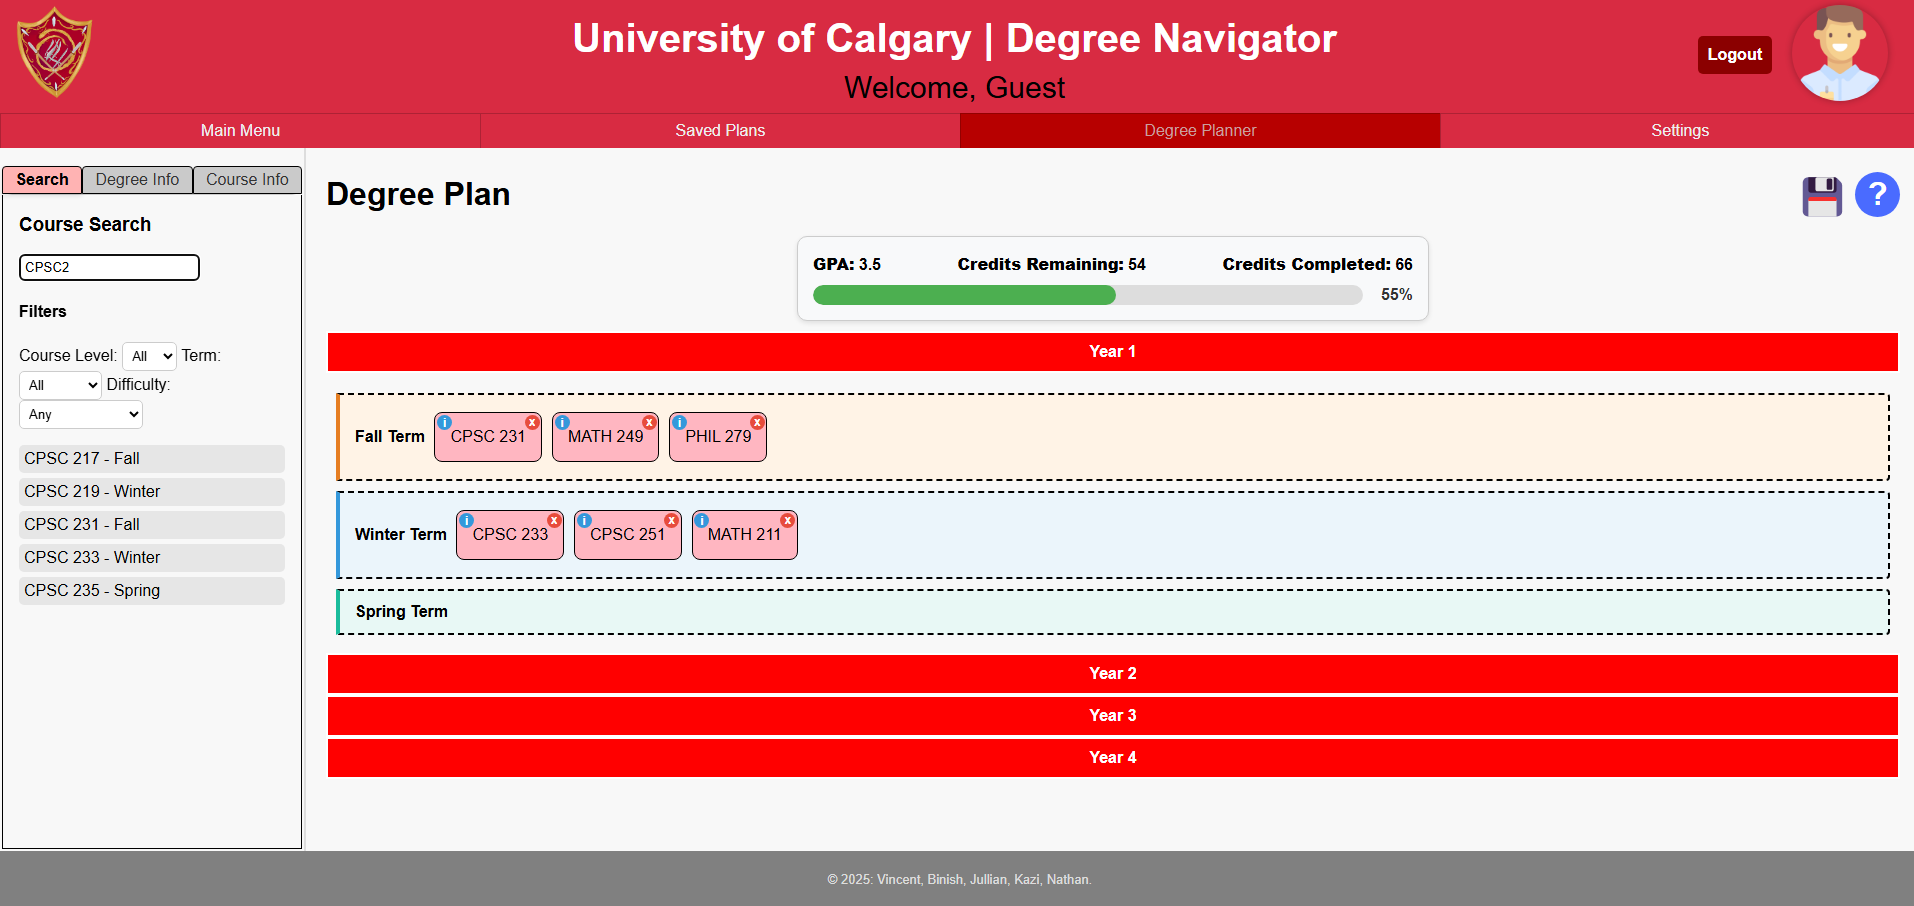 University of Calgary | Degree Navigator
Welcome, Guest
Logout
Main Menu
Saved Plans
Degree Planner
Settings
Search
Degree Info
Course Info
Course Search
CPSC2
Filters
Course Level: All Term:
All Difficulty:
Any
CPSC 217 - Fall
CPSC 219 - Winter
CPSC 231 - Fall
CPSC 233 - Winter
CPSC 235 - Spring
Degree Plan
?
GPA: 3.5
Credits Remaining: 54
Credits Completed: 66
55%
Year 1
Fall Term
i CPSC 231 x
i MATH 249 x
i PHIL 279 x
Winter Term
i CPSC 233 x
i CPSC 251 x
i MATH 211 x
Spring Term
Year 2
Year 3
Year 4
© 2025: Vincent, Binish, Jullian, Kazi, Nathan.